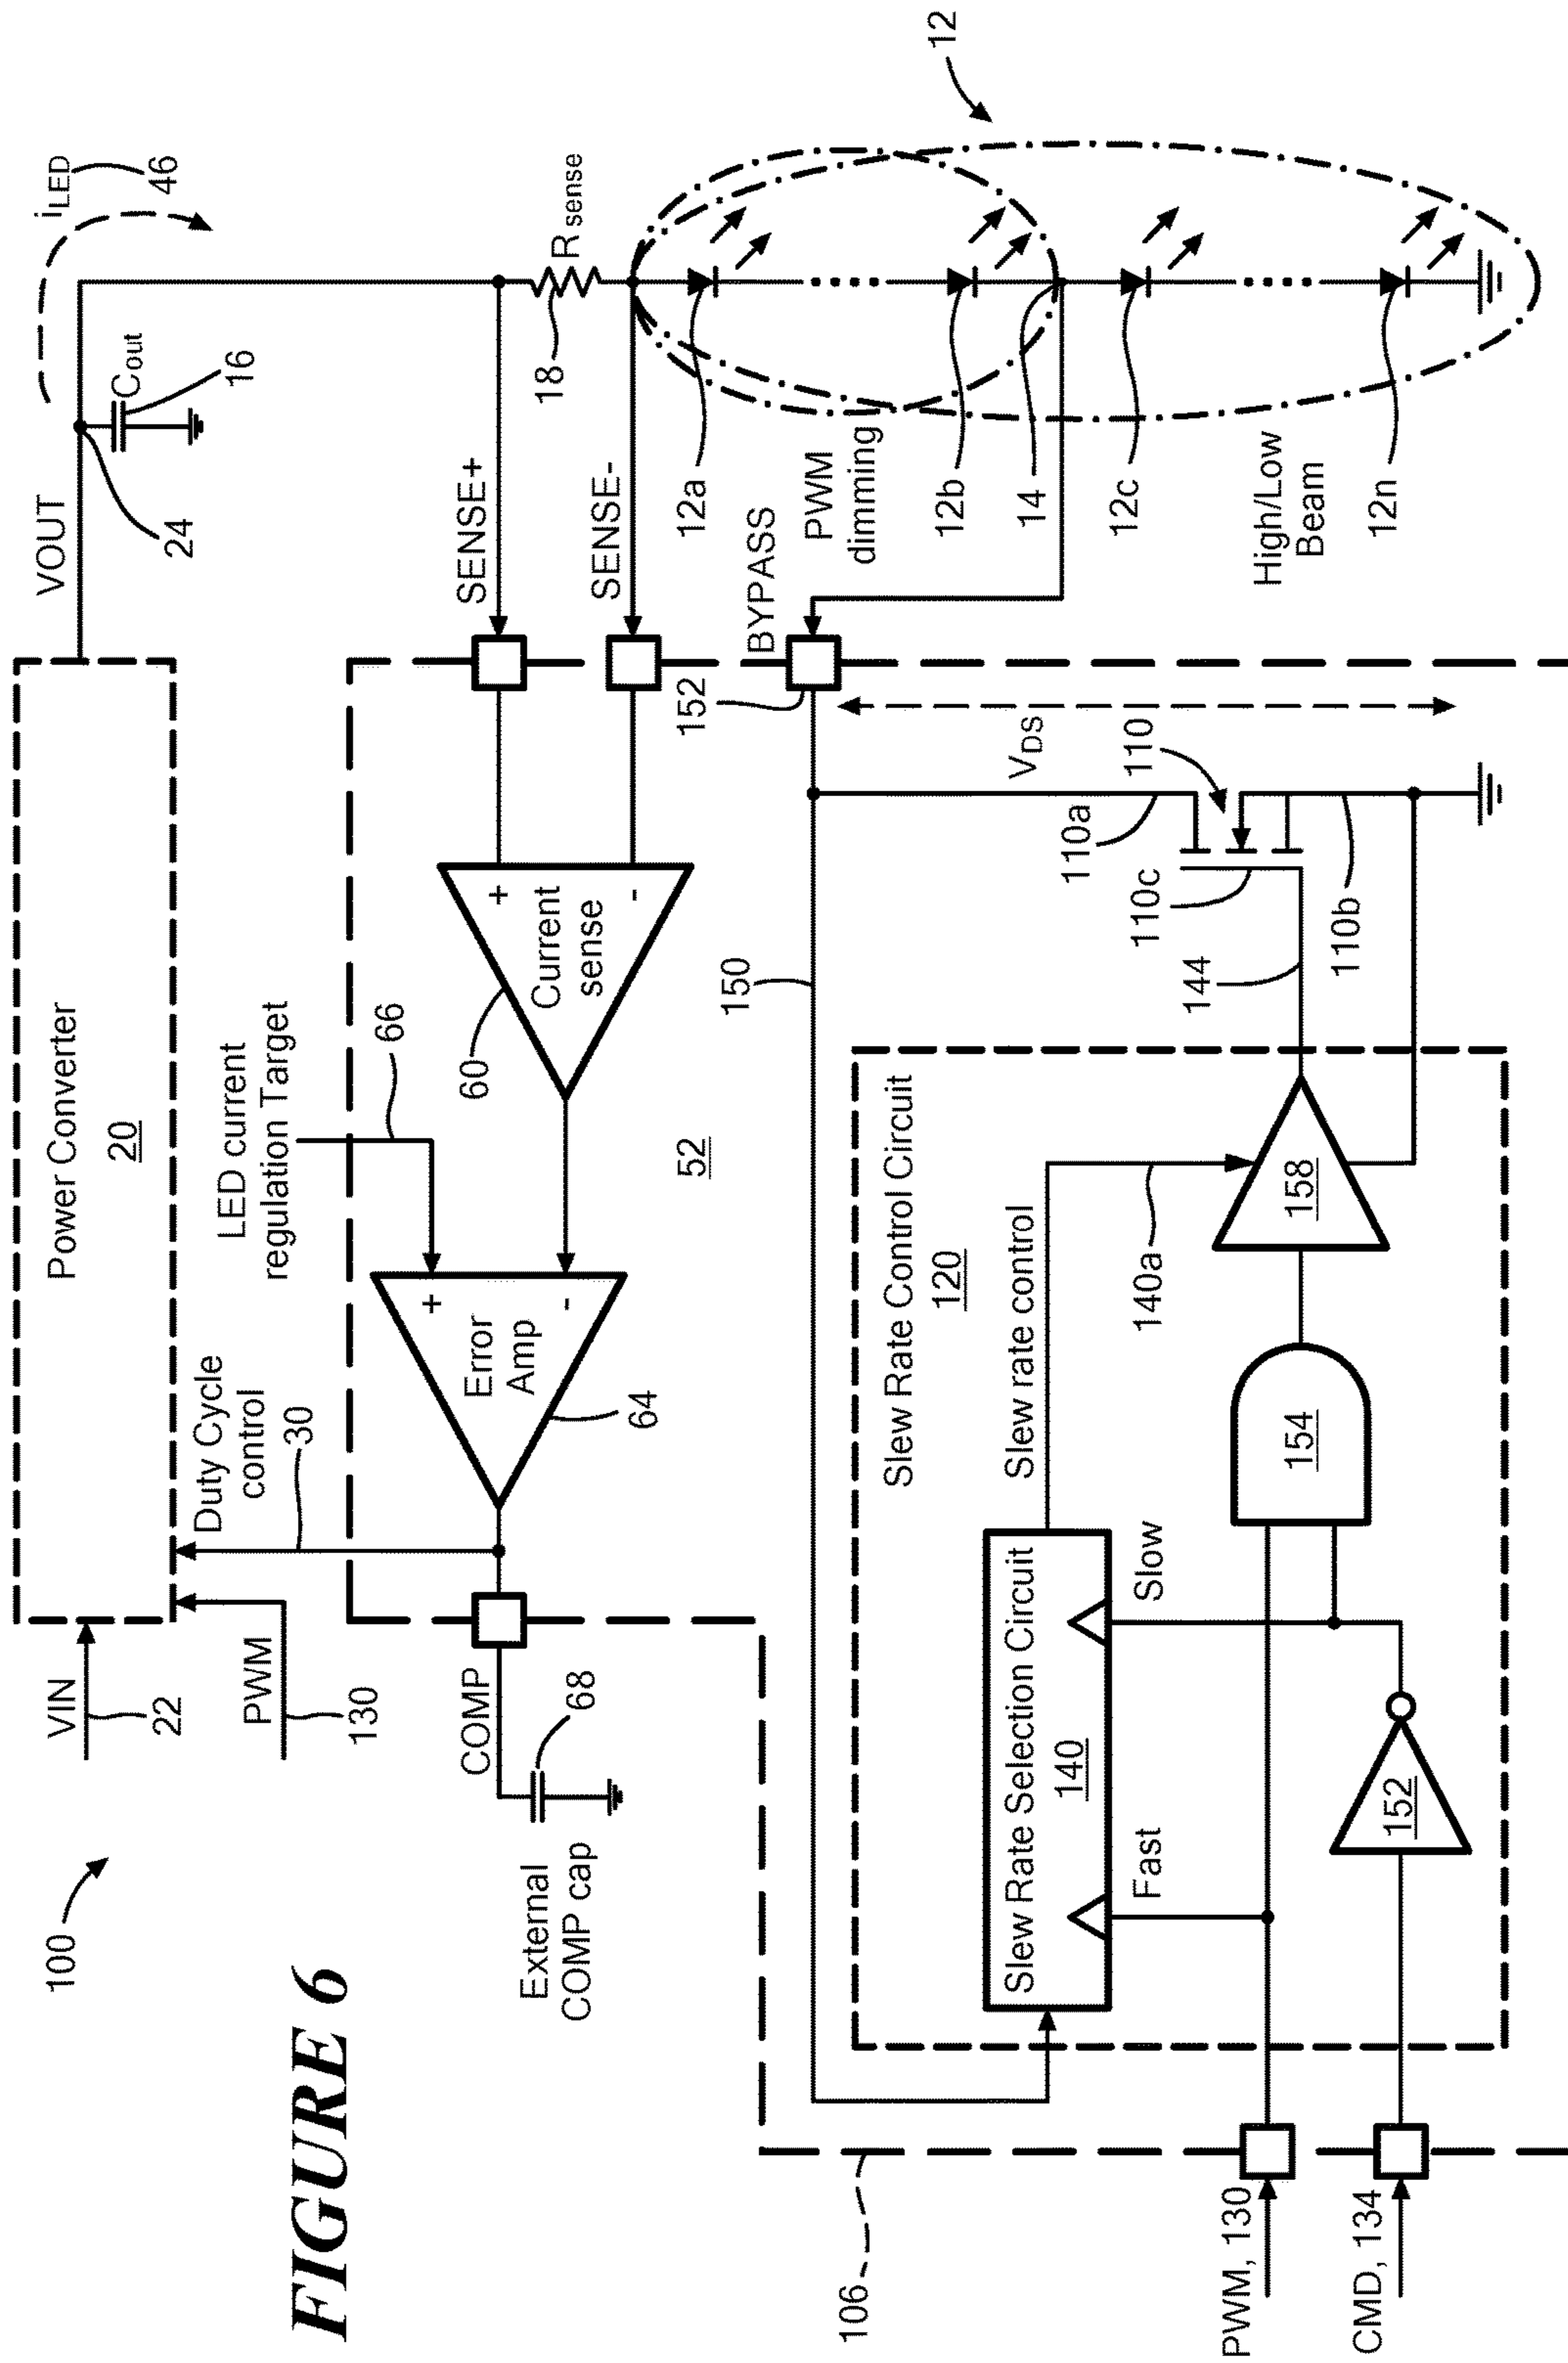 FIGURE 6
100
VIN
22
PWM
130
Power Converter
20
VOUT
24
Cout
16
iLED
46
Duty Cycle
control
30
LED current
regulation Target
66
COMP
68
External
COMP cap
Error
Amp
+
-
64
Current
sense
+
-
60
52
SENSE+
SENSE-
BYPASS
152
18
Rsense
12
12a
PWM
dimming
12b
14
12c
High/Low
Beam
12n
150
VDS
110
110a
110c
110b
144
Slew Rate Control Circuit
120
Slew Rate Selection Circuit
140
Slew rate control
140a
Fast
Slow
154
158
152
106
PWM, 130
CMD, 134